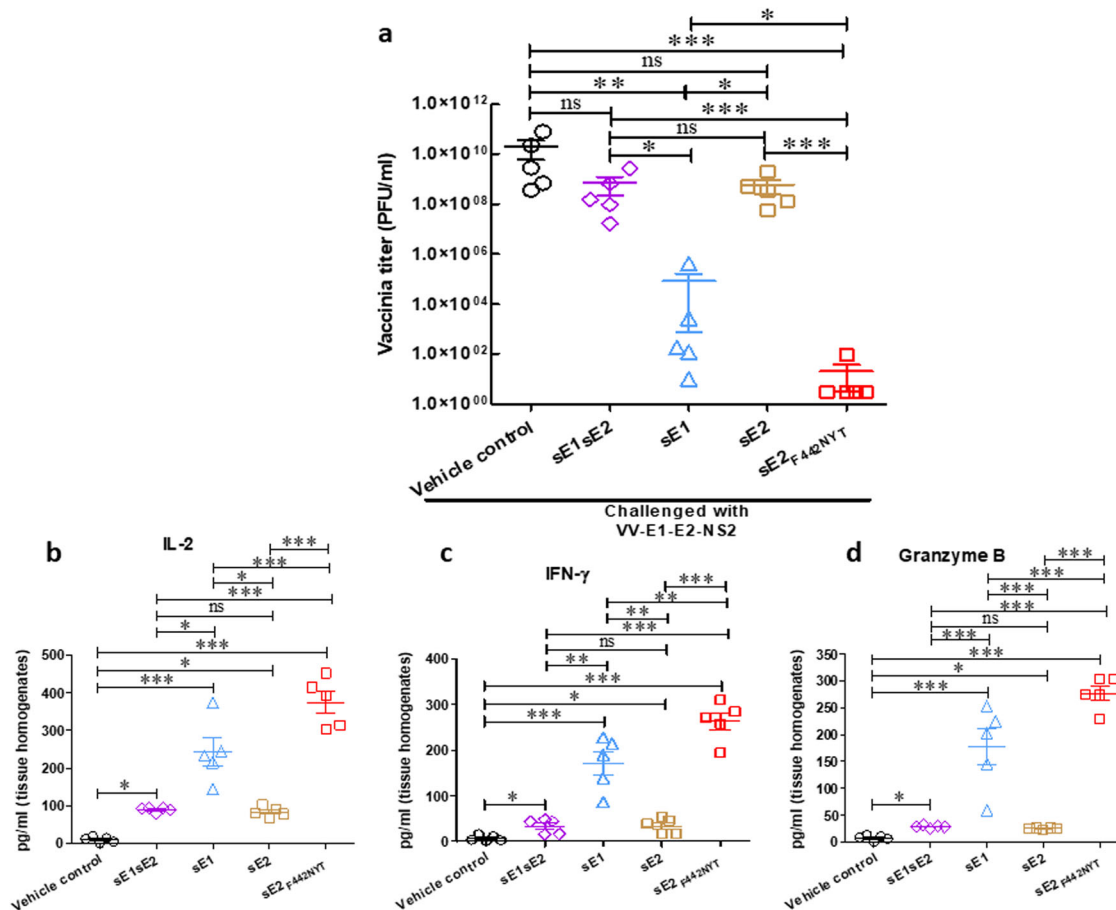 a
*
***
ns
** *
ns ***
ns
* ***
Vaccinia titer (PFU/ml)
1.0×10¹²
1.0×10¹⁰
1.0×10⁰⁸
1.0×10⁰⁶
1.0×10⁰⁴
1.0×10⁰²
1.0×10⁰⁰
Vehicle control
sE1sE2
sE1
sE2
sE2F442NYT
Challenged with
VV-E1-E2-NS2
b
IL-2
***
***
*
***
ns
*
***
*
***
*
pg/ml (tissue homogenates)
500
400
300
200
100
0
Vehicle control
sE1sE2
sE1
sE2
sE2F442NYT
c
IFN-γ
***
**
**
***
ns
**
***
*
***
*
pg/ml (tissue homogenates)
400
300
200
100
0
Vehicle control
sE1sE2
sE1
sE2
sE2F442NYT
d
Granzyme B
***
***
***
***
ns
***
***
*
***
*
pg/ml (tissue homogenates)
350
300
250
200
150
100
50
0
Vehicle control
sE1sE2
sE1
sE2
sE2F442NYT